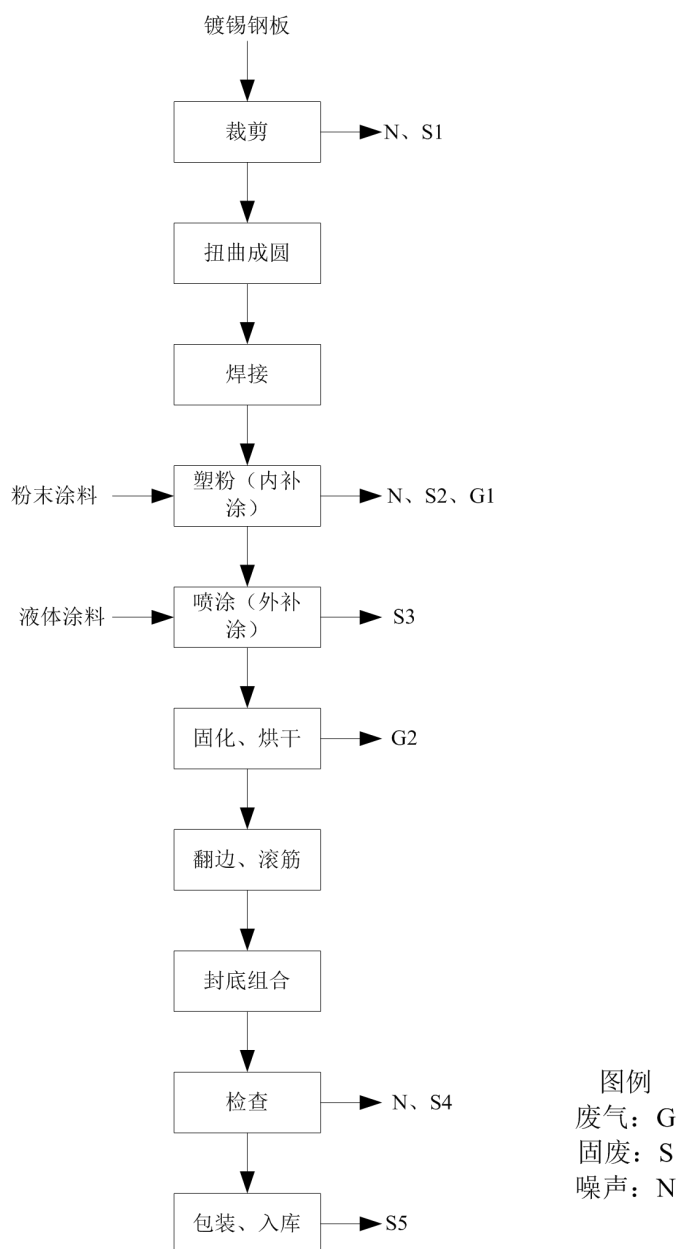 镀锡钢板
裁剪
N、S1
扭曲成圆
焊接
粉末涂料
塑粉（内补
涂）
N、S2、G1
液体涂料
喷涂（外补
涂）
S3
固化、烘干
G2
翻边、滚筋
封底组合
检查
N、S4
包装、入库
S5
图例
废气：G
固废：S
噪声：N